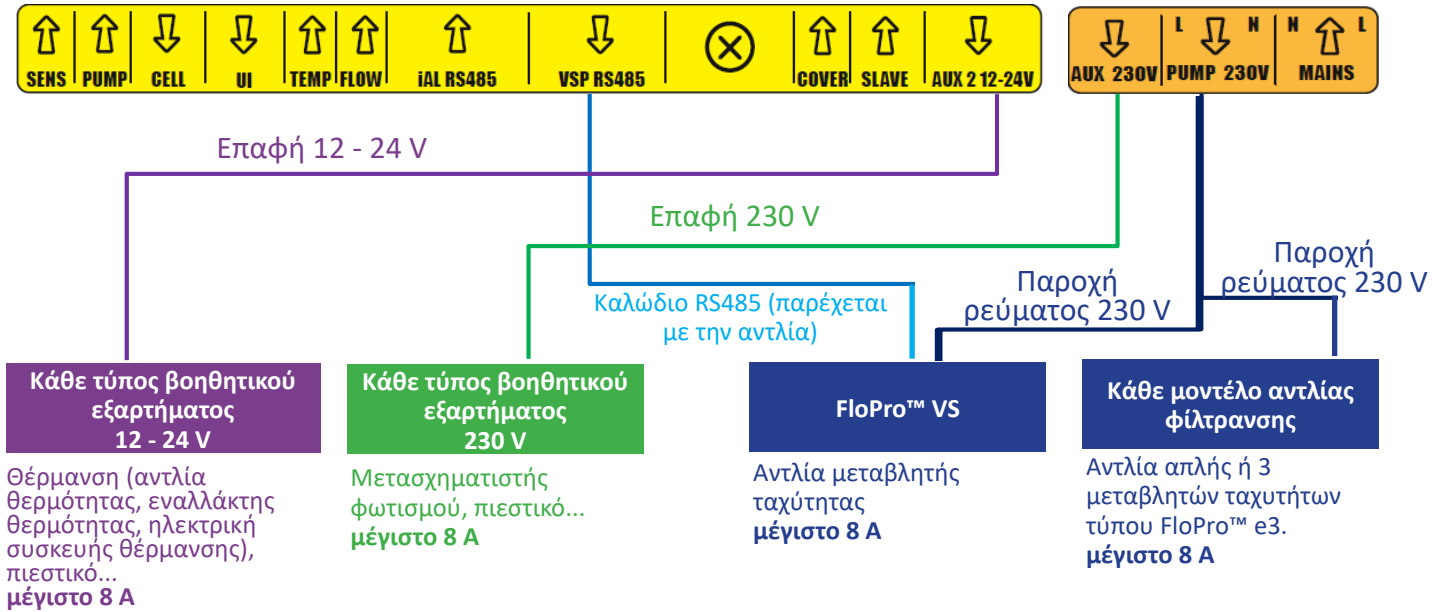 SENS PUMP CELL UI TEMP FLOW iAL RS485 VSP RS485 COVER SLAVE AUX 2 12-24V
L N N L
AUX 230V PUMP 230V MAINS
Επαφή 12 - 24 V
Επαφή 230 V
Παροχή
ρεύματος 230 V
Παροχή
ρεύματος 230 V
Καλώδιο RS485 (παρέχεται
με την αντλία)
Κάθε τύπος βοηθητικού
εξαρτήματος
12 - 24 V
Θέρμανση (αντλία
θερμότητας, εναλλάκτης
θερμότητας, ηλεκτρική
συσκευής θέρμανσης),
πιεστικό...
μέγιστο 8 A
Κάθε τύπος βοηθητικού
εξαρτήματος
230 V
Μετασχηματιστής
φωτισμού, πιεστικό...
μέγιστο 8 A
FloPro™ VS
Αντλία μεταβλητής
ταχύτητας
μέγιστο 8 A
Κάθε μοντέλο αντλίας
φίλτρανσης
Αντλία απλής ή 3
μεταβλητών ταχυτήτων
τύπου FloPro™ e3.
μέγιστο 8 A